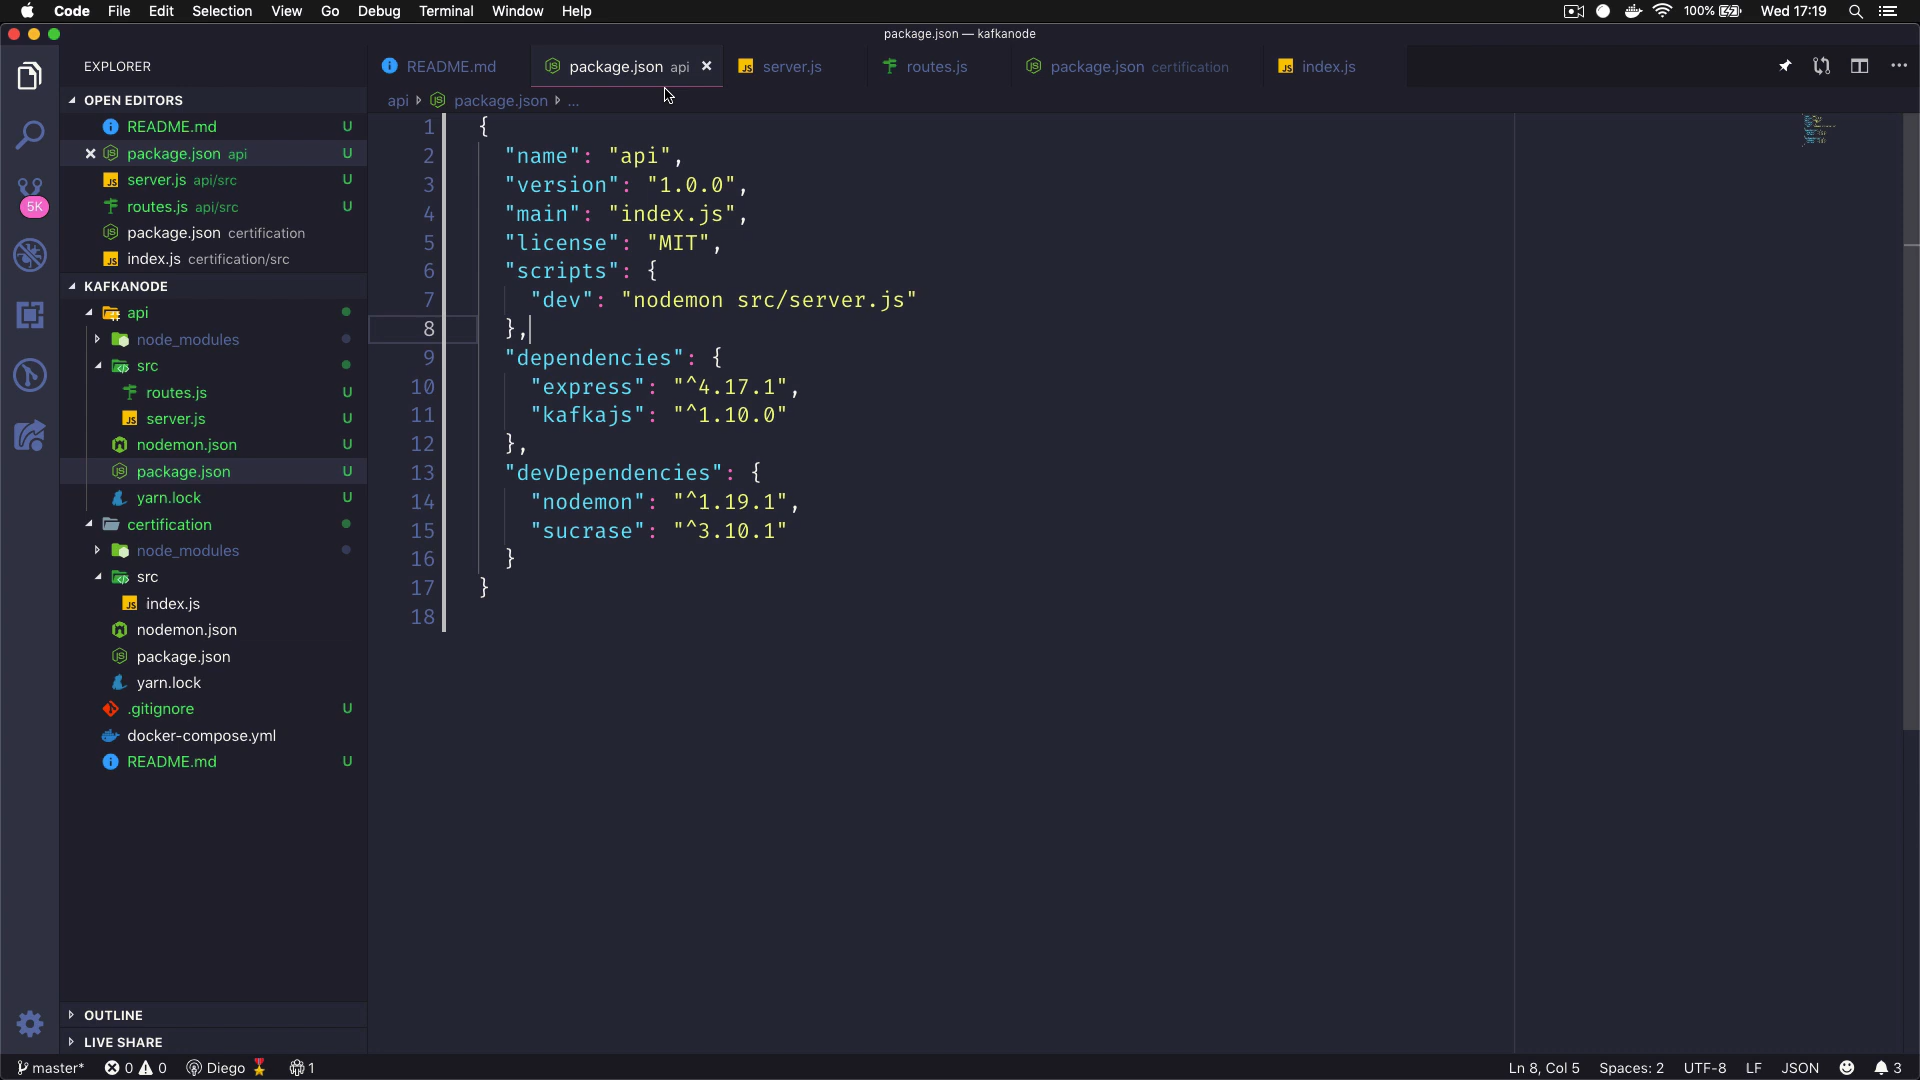 Code File Edit Selection View Go Debug Terminal Window Help
100% Wed 17:19
package.json — kafkanode
EXPLORER
OPEN EDITORS
README.md U
package.json api U
server.js api/src U
routes.js api/src U
package.json certification
index.js certification/src
KAFKANODE
api
node_modules
src
routes.js U
server.js U
nodemon.json U
package.json U
yarn.lock U
certification
node_modules
src
index.js
nodemon.json
package.json
yarn.lock
.gitignore U
docker-compose.yml
README.md U
OUTLINE
LIVE SHARE
5K
README.md package.json api server.js routes.js package.json certification index.js
api package.json ...
1 {
2 "name": "api",
3 "version": "1.0.0",
4 "main": "index.js",
5 "license": "MIT",
6 "scripts": {
7 "dev": "nodemon src/server.js"
8 },
9 "dependencies": {
10 "express": "^4.17.1",
11 "kafkajs": "^1.10.0"
12 },
13 "devDependencies": {
14 "nodemon": "^1.19.1",
15 "sucrase": "^3.10.1"
16 }
17 }
18
master* 0 0 Diego 1 Ln 8, Col 5 Spaces: 2 UTF-8 LF JSON 3